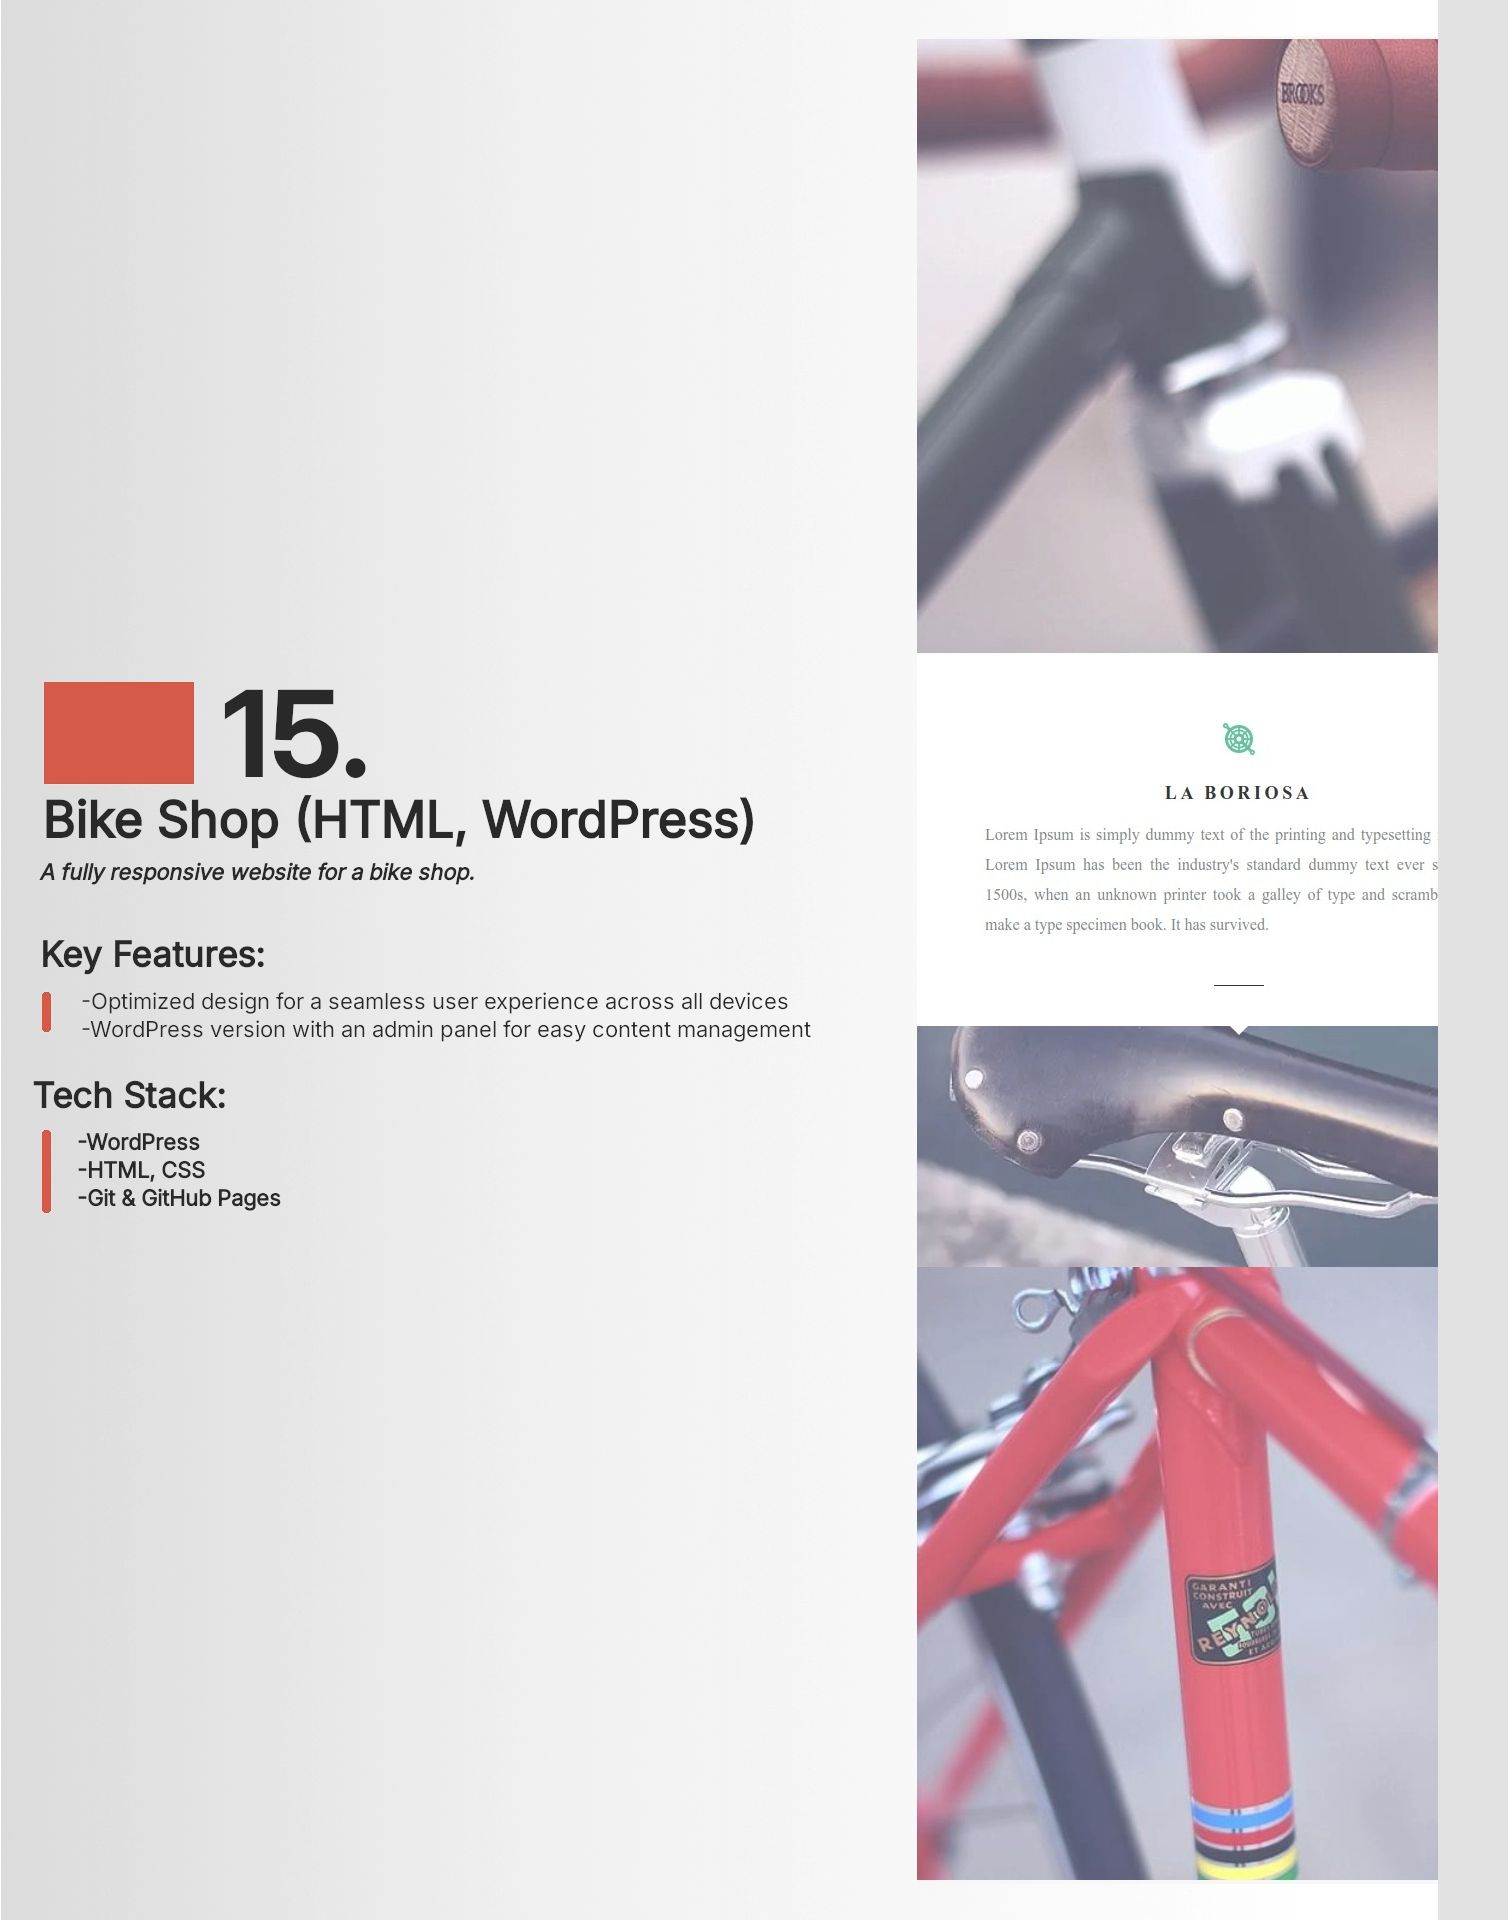 15.
Bike Shop (HTML, WordPress)
A fully responsive website for a bike shop.
Key Features:
-Optimized design for a seamless user experience across all devices
-WordPress version with an admin panel for easy content management
Tech Stack:
-WordPress
-HTML, CSS
-Git & GitHub Pages
BROOKS
LA BORIOSA
Lorem Ipsum is simply dummy text of the printing and typesetting
Lorem Ipsum has been the industry's standard dummy text ever s
1500s, when an unknown printer took a galley of type and scramb
make a type specimen book. It has survived.
GARANTI
CONSTRUIT
AVEC